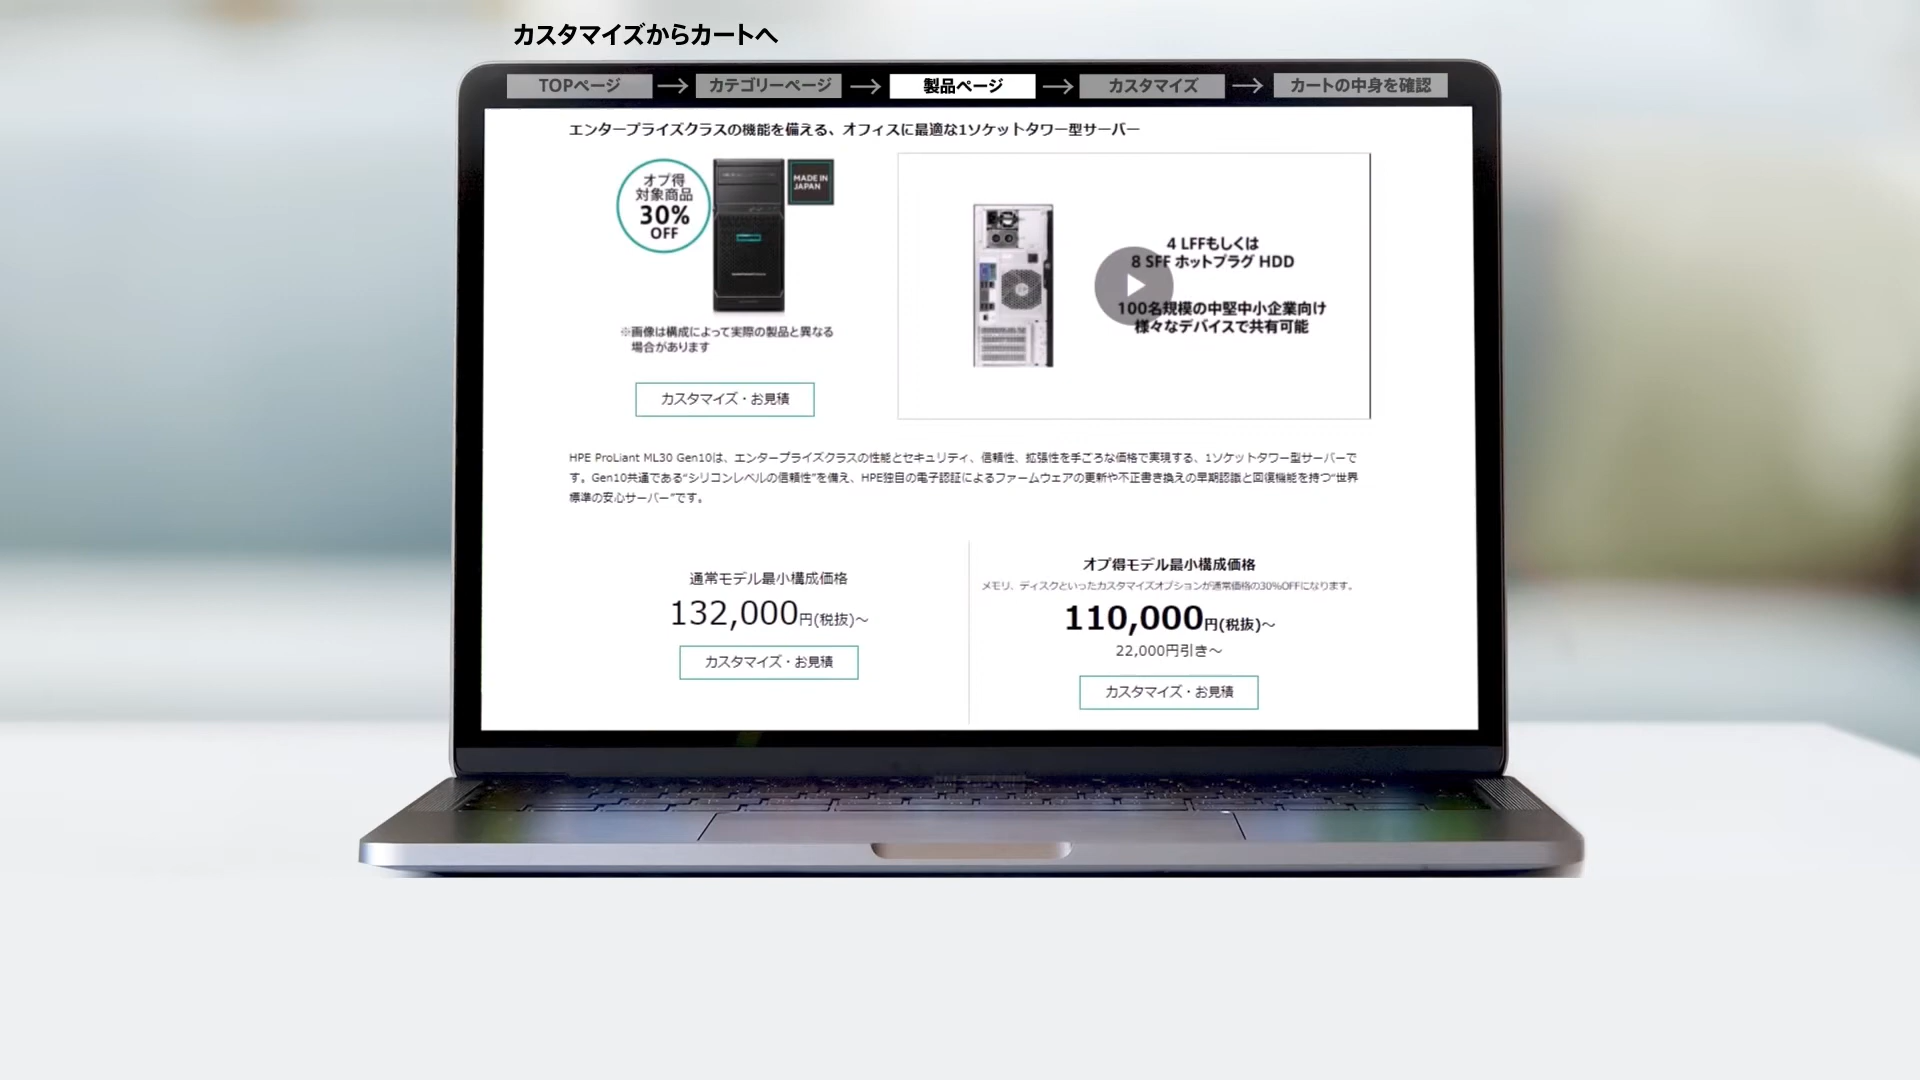 カスタマイズからカートへ
TOPページ
カテゴリーページ
製品ページ
カスタマイズ
カートの中身を確認
エンタープライズクラスの機能を備える、オフィスに最適な1ソケットタワー型サーバー
オプ得
対象商品
30%
OFF
MADE IN
JAPAN
※画像は構成によって実際の製品と異なる
場合があります
カスタマイズ・お見積
4 LFFもしくは
8 SFF ホットプラグ HDD
100名規模の中堅中小企業向け
様々なデバイスで共有可能
HPE ProLiant ML30 Gen10は、エンタープライズクラスの性能とセキュリティ、信頼性、拡張性を手ごろな価格で実現する、1ソケットタワー型サーバーで
す。Gen10共通である“シリコンレベルの信頼性”を備え、HPE独自の電子認証によるファームウェアの更新や不正書き換えの早期認識と回復機能を持つ“世界
標準の安心サーバー”です。
通常モデル最小構成価格
132,000円(税抜)～
カスタマイズ・お見積
オプ得モデル最小構成価格
メモリ、ディスクといったカスタマイズオプションが通常価格の30%OFFになります。
110,000円(税抜)～
22,000円引き～
カスタマイズ・お見積